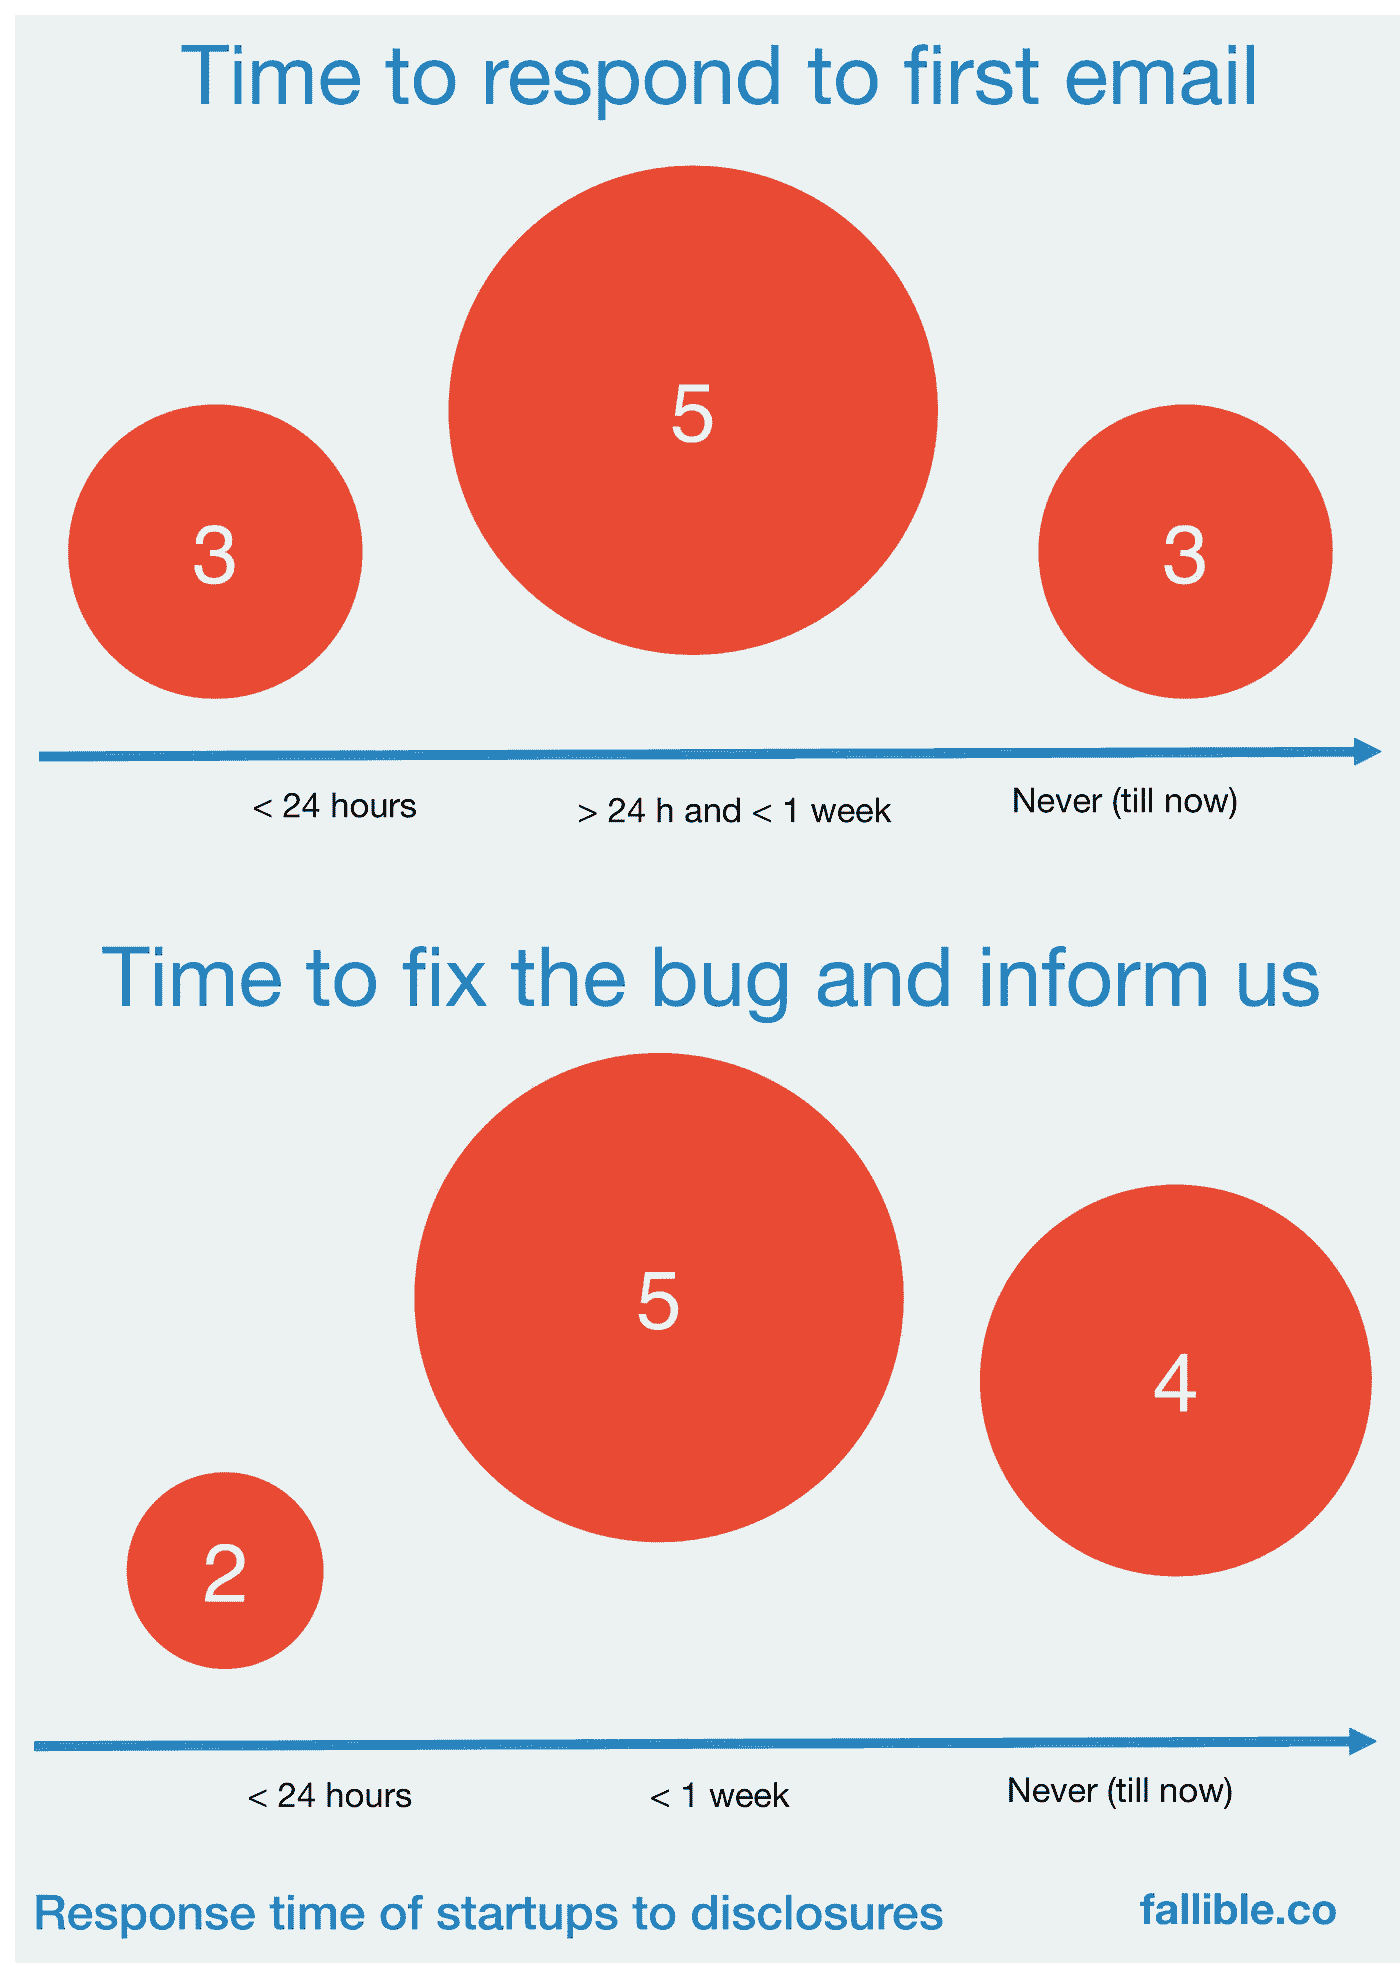 Time to respond to first email
5
3
3
< 24 hours
> 24 h and < 1 week
Never (till now)
Time to fix the bug and inform us
5
4
2
< 24 hours
< 1 week
Never (till now)
Response time of startups to disclosures
fallible.co